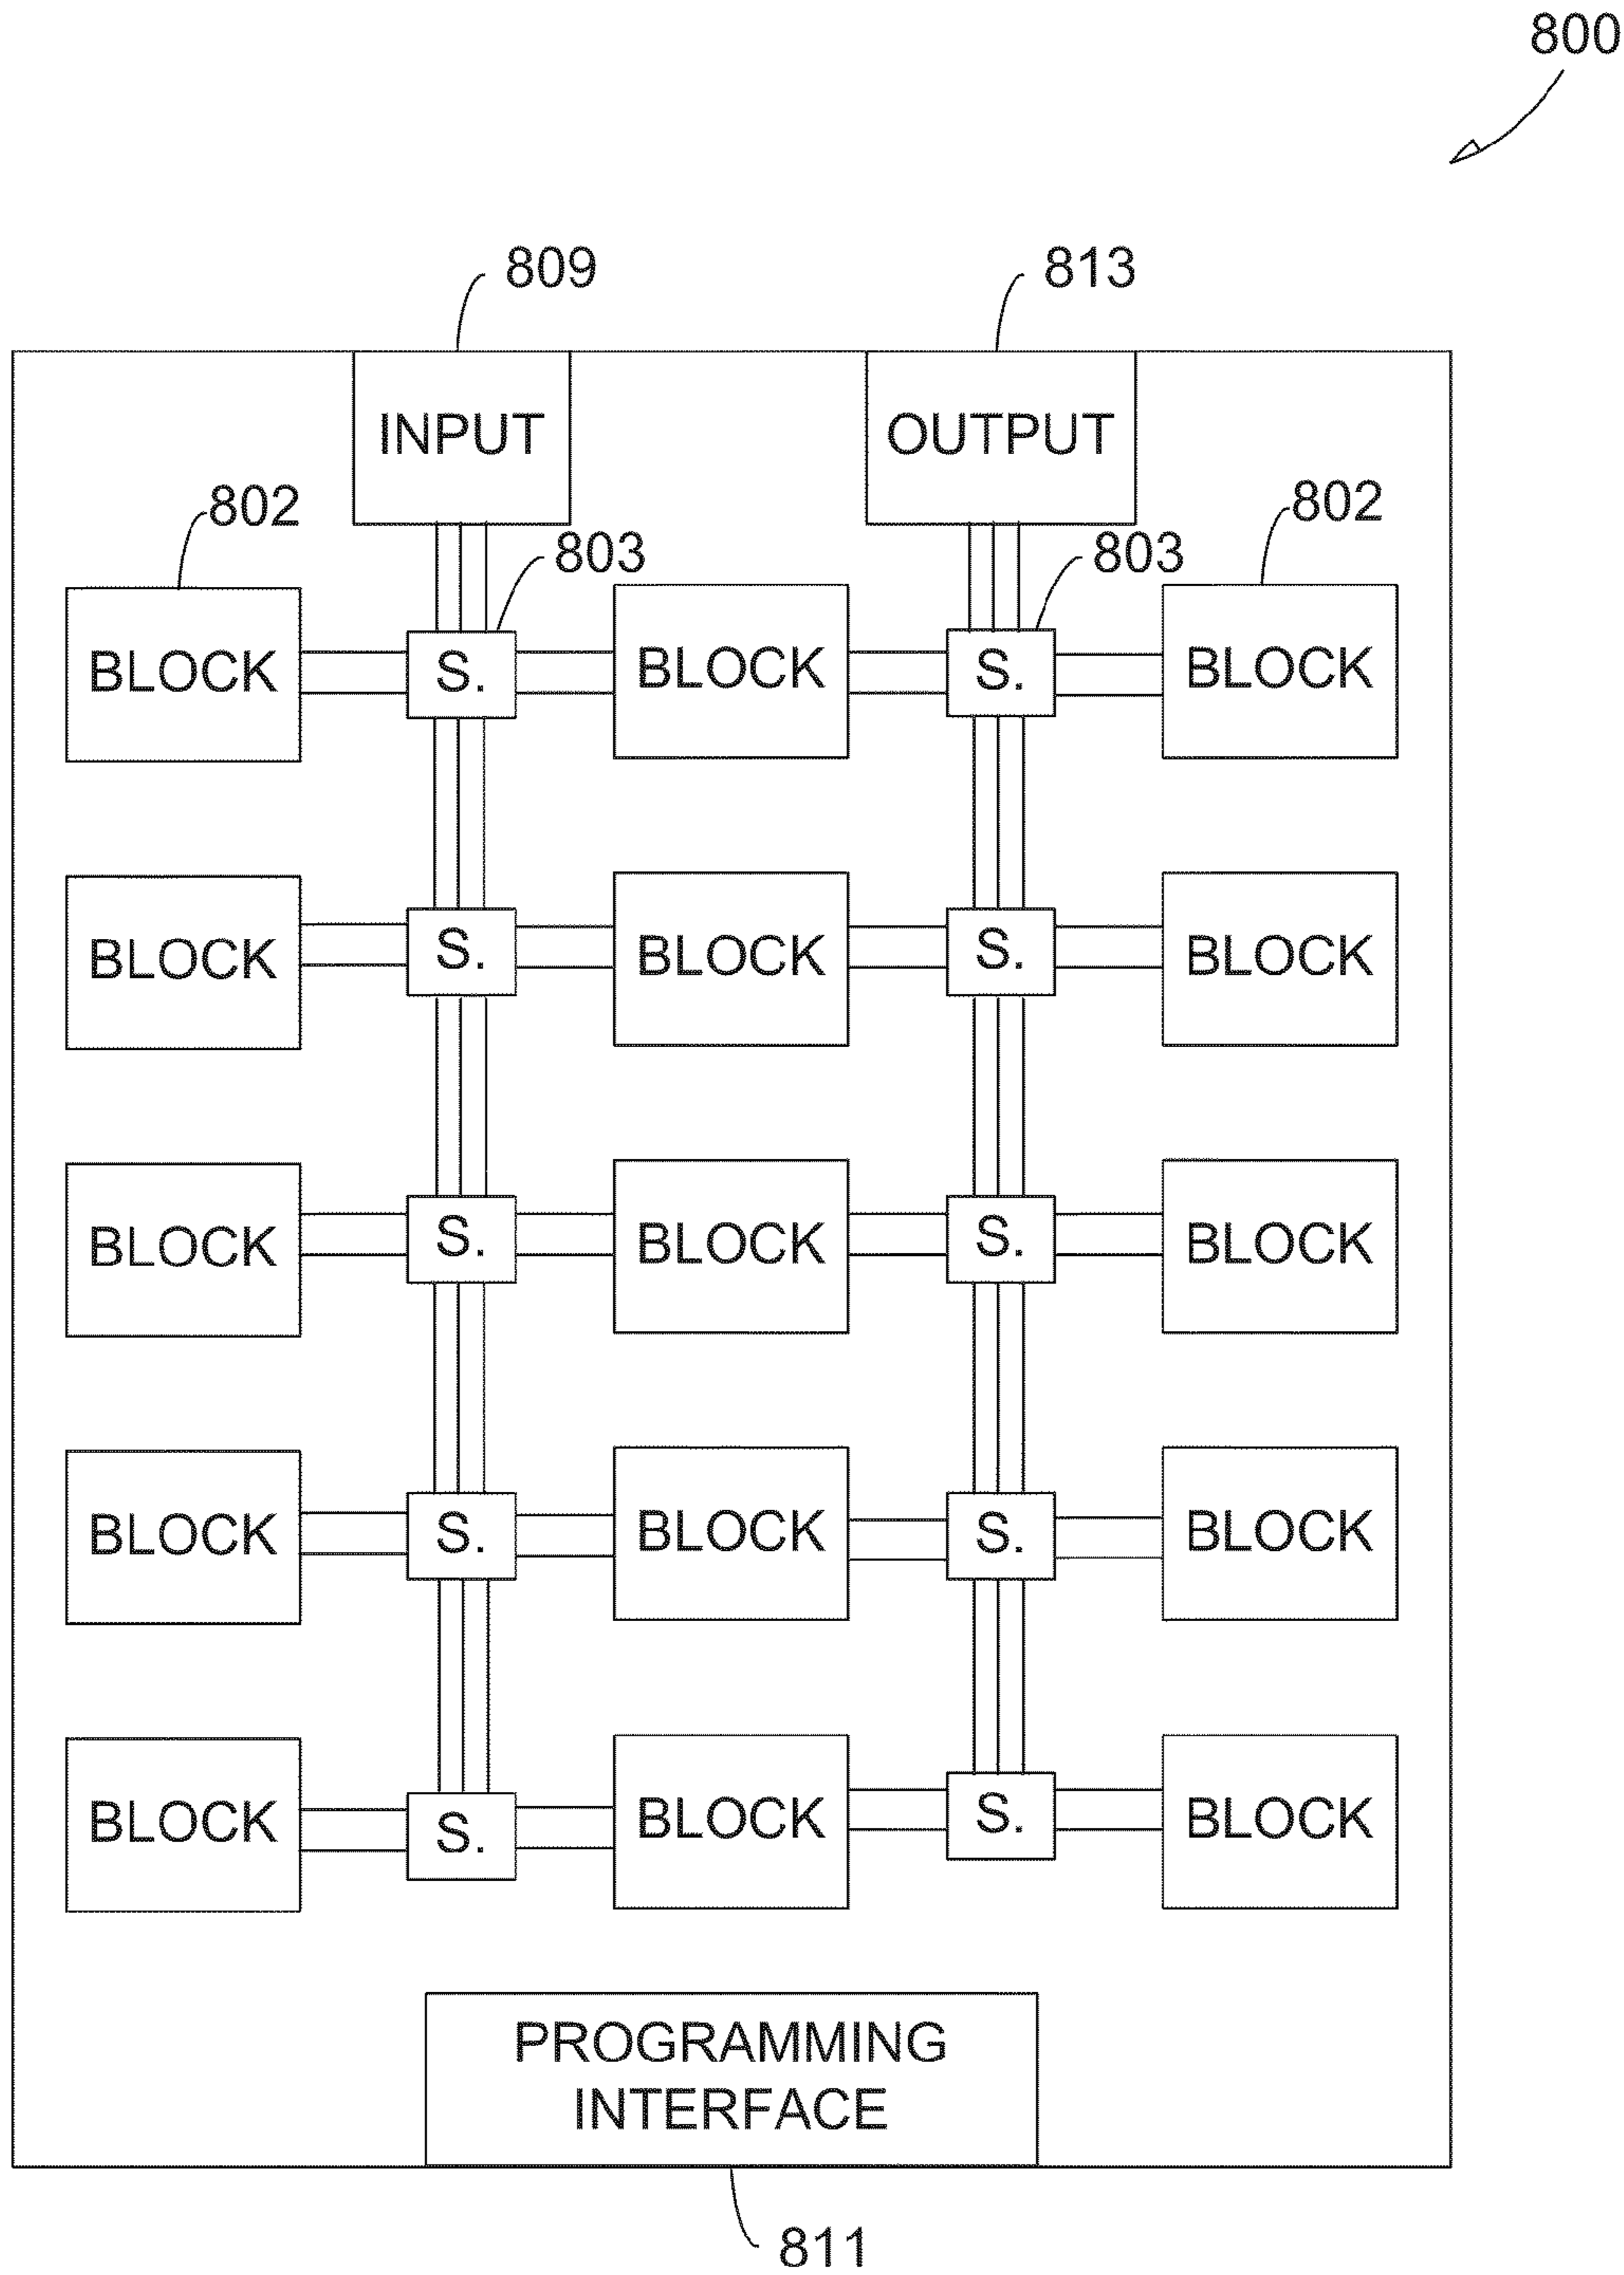 800
809
813
INPUT
OUTPUT
802
802
803
803
BLOCK
S.
BLOCK
S.
BLOCK
BLOCK
S.
BLOCK
S.
BLOCK
BLOCK
S.
BLOCK
S.
BLOCK
BLOCK
S.
BLOCK
S.
BLOCK
BLOCK
S.
BLOCK
S.
BLOCK
PROGRAMMING
INTERFACE
811